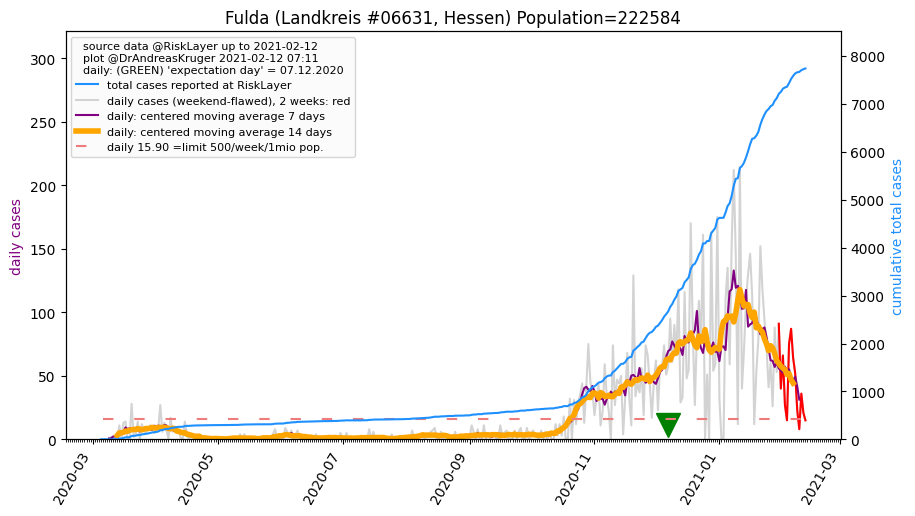 Fulda (Landkreis #06631, Hessen) Population=222584
source data @RiskLayer up to 2021-02-12
plot @DrAndreasKruger 2021-02-12 07:11
daily: (GREEN) 'expectation day' = 07.12.2020
total cases reported at RiskLayer
daily cases (weekend-flawed), 2 weeks: red
daily: centered moving average 7 days
daily: centered moving average 14 days
daily 15.90 =limit 500/week/1mio pop.
daily cases
300
250
200
150
100
50
0
cumulative total cases
8000
7000
6000
5000
4000
3000
2000
1000
0
2020-03
2020-05
2020-07
2020-09
2020-11
2021-01
2021-03